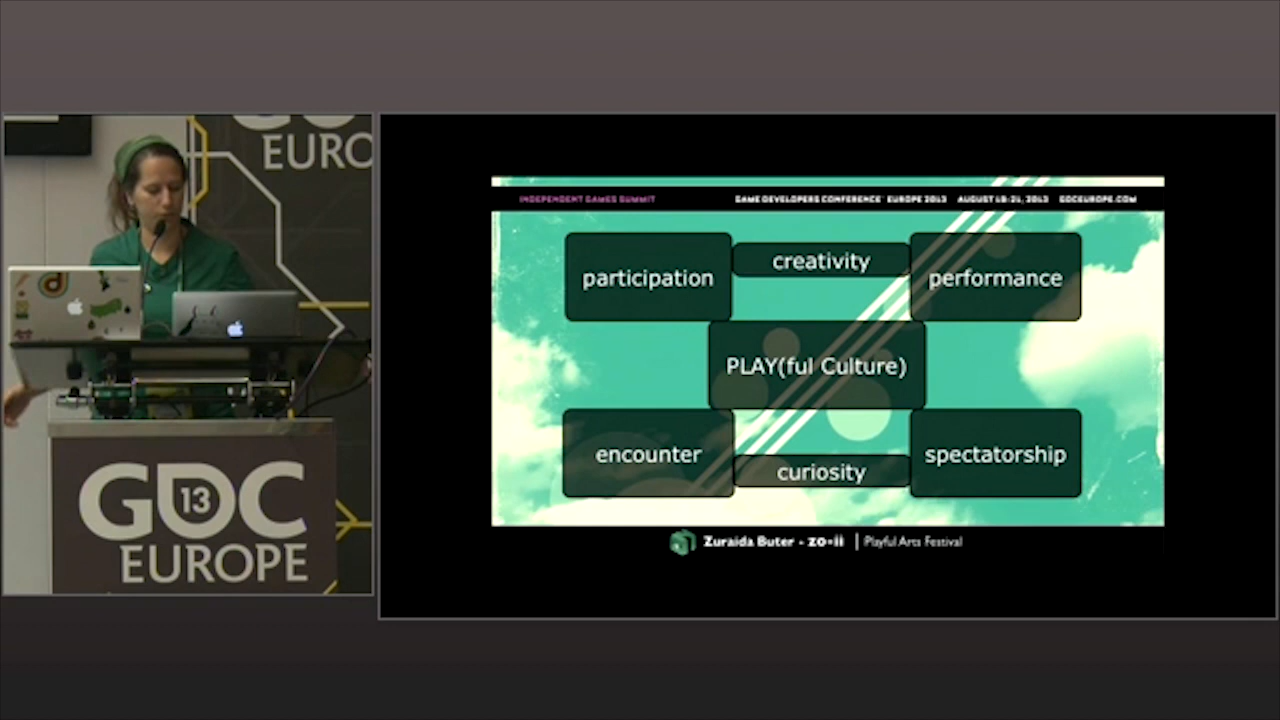 EURO
GDC
13
EUROPE
INDEPENDENT GAMES SUMMIT
GAME DEVELOPERS CONFERENCE EUROPE 2013 AUGUST 19-21, 2013 GDCEUROPE.COM
participation
creativity
performance
PLAY(ful Culture)
encounter
curiosity
spectatorship
Zuraida Buter - zo-ii | Playful Arts Festival